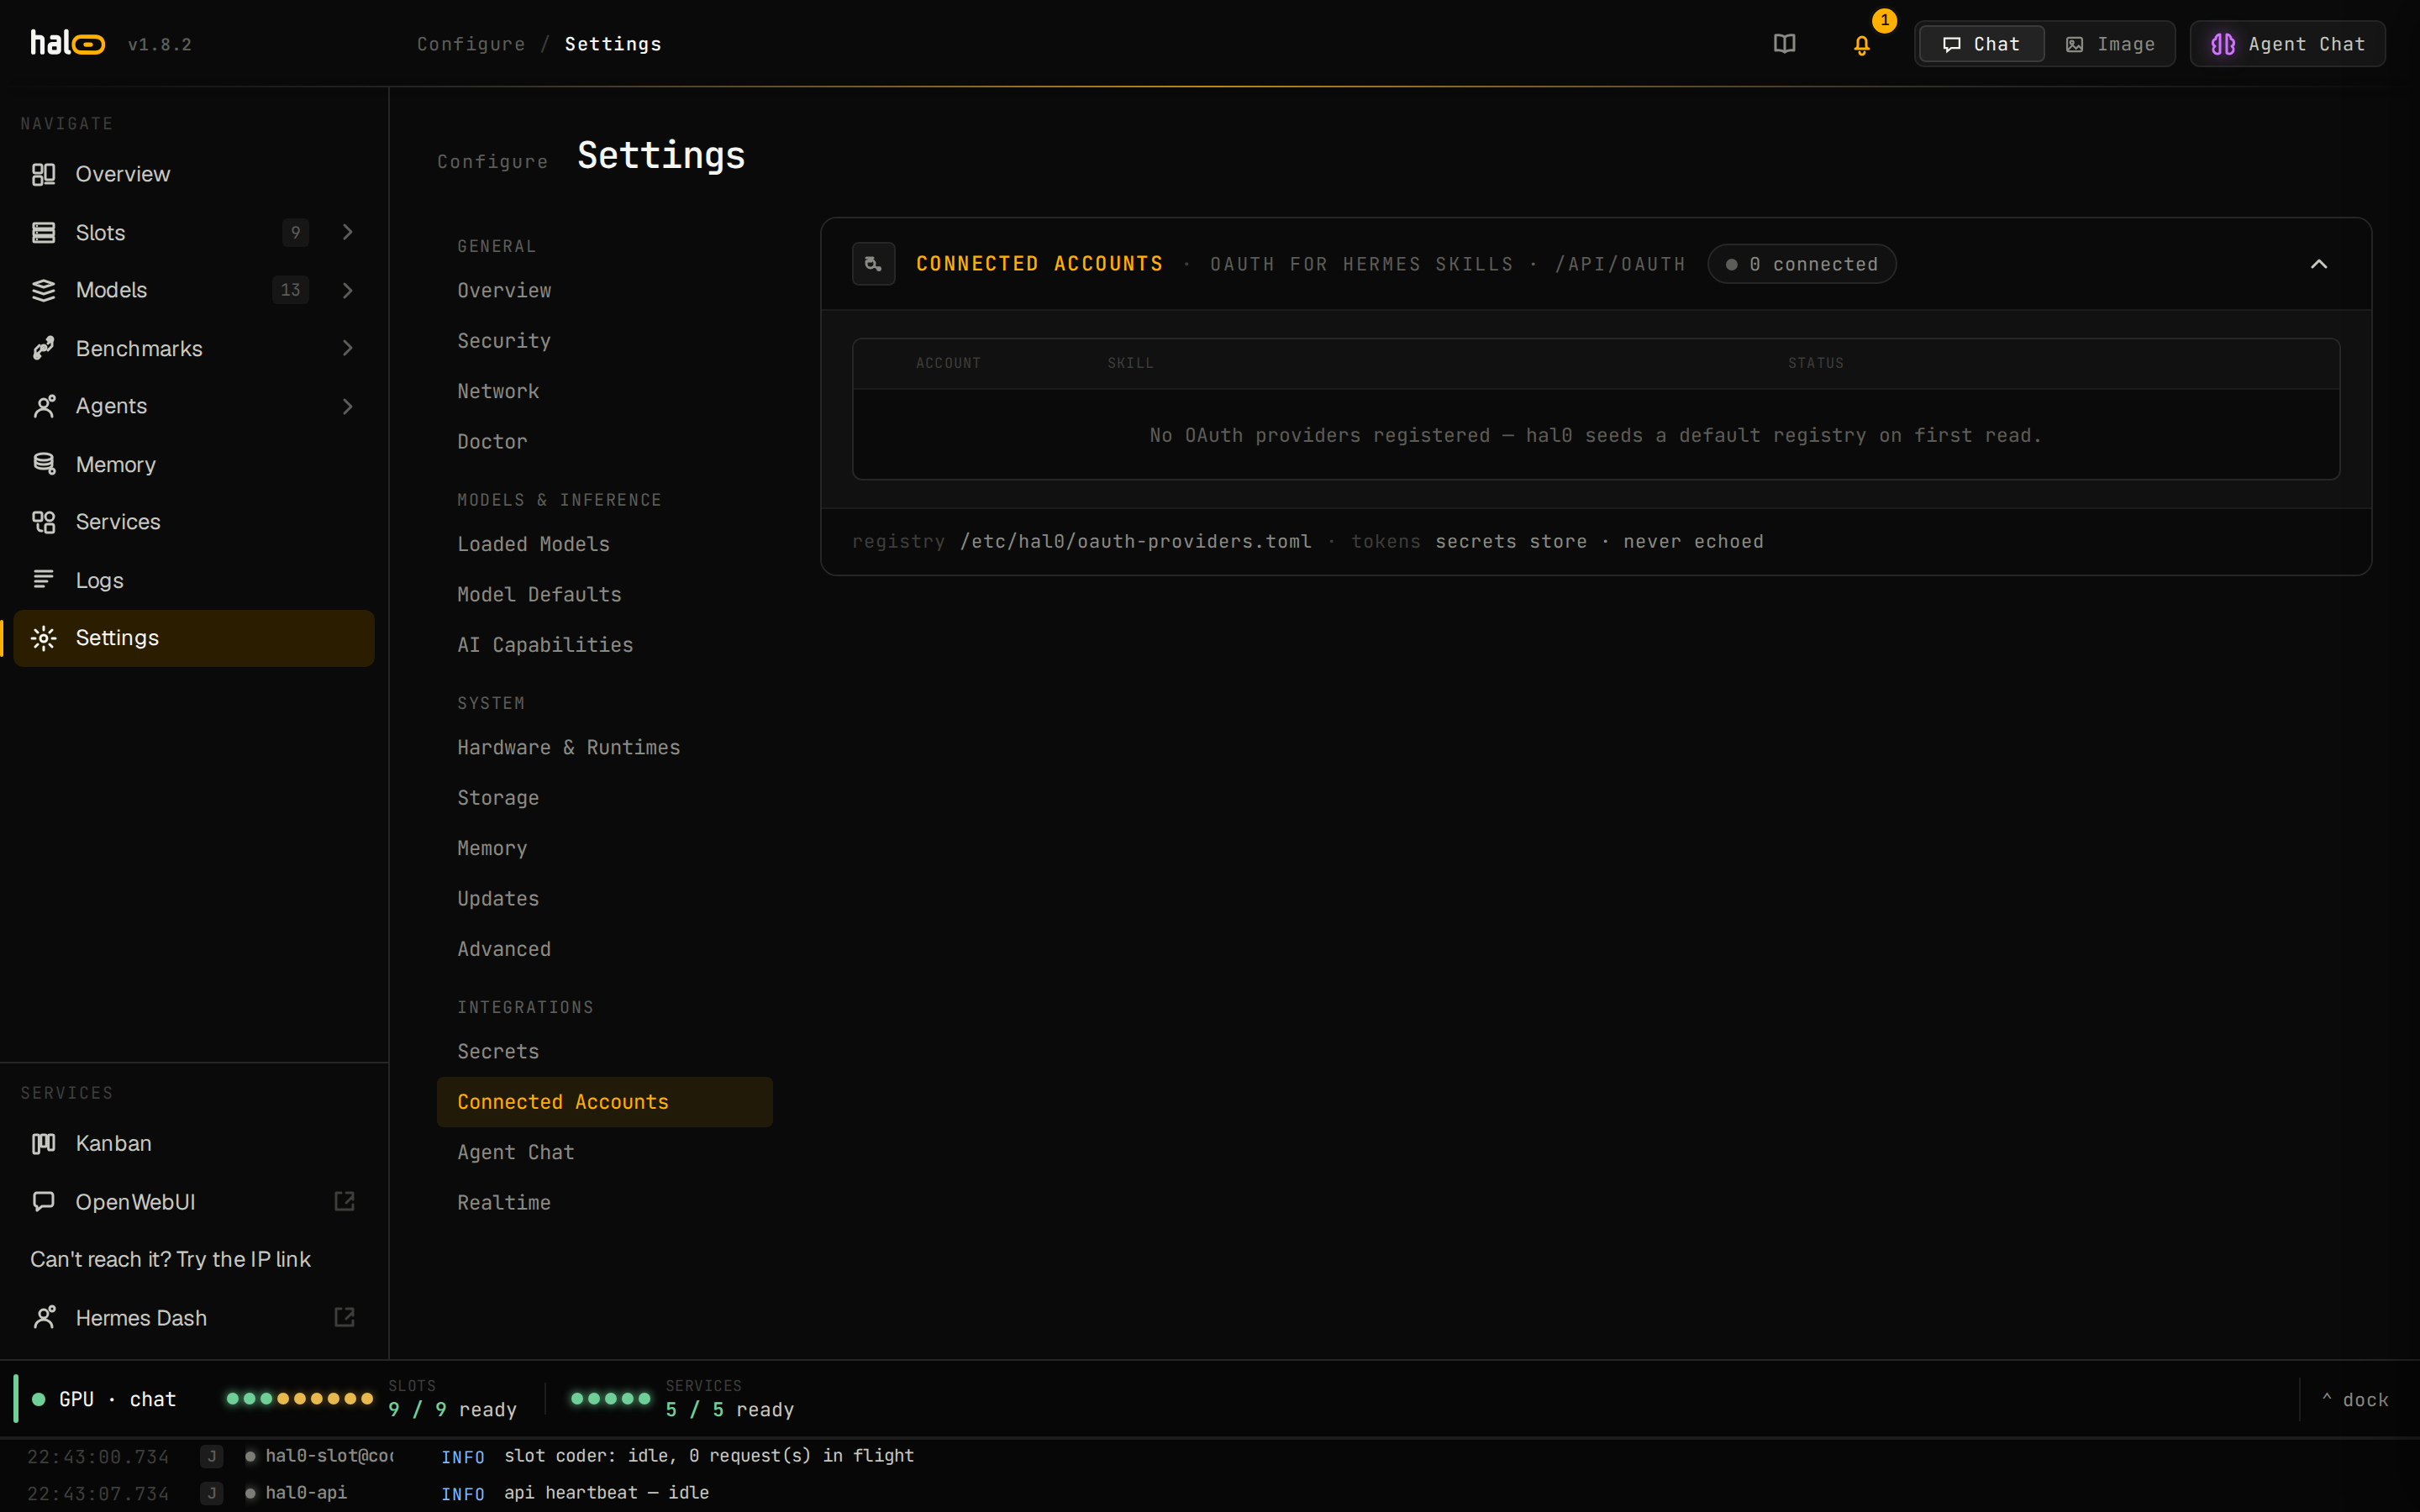 hal0 v1.8.2
Configure / Settings
1
Chat
Image
Agent Chat
NAVIGATE
Overview
Slots 9
Models 13
Benchmarks
Agents
Memory
Services
Logs
Settings
SERVICES
Kanban
OpenWebUI
Can't reach it? Try the IP link
Hermes Dash
Configure Settings
GENERAL
Overview
Security
Network
Doctor
MODELS & INFERENCE
Loaded Models
Model Defaults
AI Capabilities
SYSTEM
Hardware & Runtimes
Storage
Memory
Updates
Advanced
INTEGRATIONS
Secrets
Connected Accounts
Agent Chat
Realtime
CONNECTED ACCOUNTS · OAUTH FOR HERMES SKILLS · /API/OAUTH 0 connected
ACCOUNT SKILL STATUS
No OAuth providers registered — hal0 seeds a default registry on first read.
registry /etc/hal0/oauth-providers.toml · tokens secrets store · never echoed
GPU · chat
SLOTS
9 / 9 ready
SERVICES
5 / 5 ready
^ dock
22:43:00.734 J hal0-slot@coc INFO slot coder: idle, 0 request(s) in flight
22:43:07.734 J hal0-api INFO api heartbeat — idle